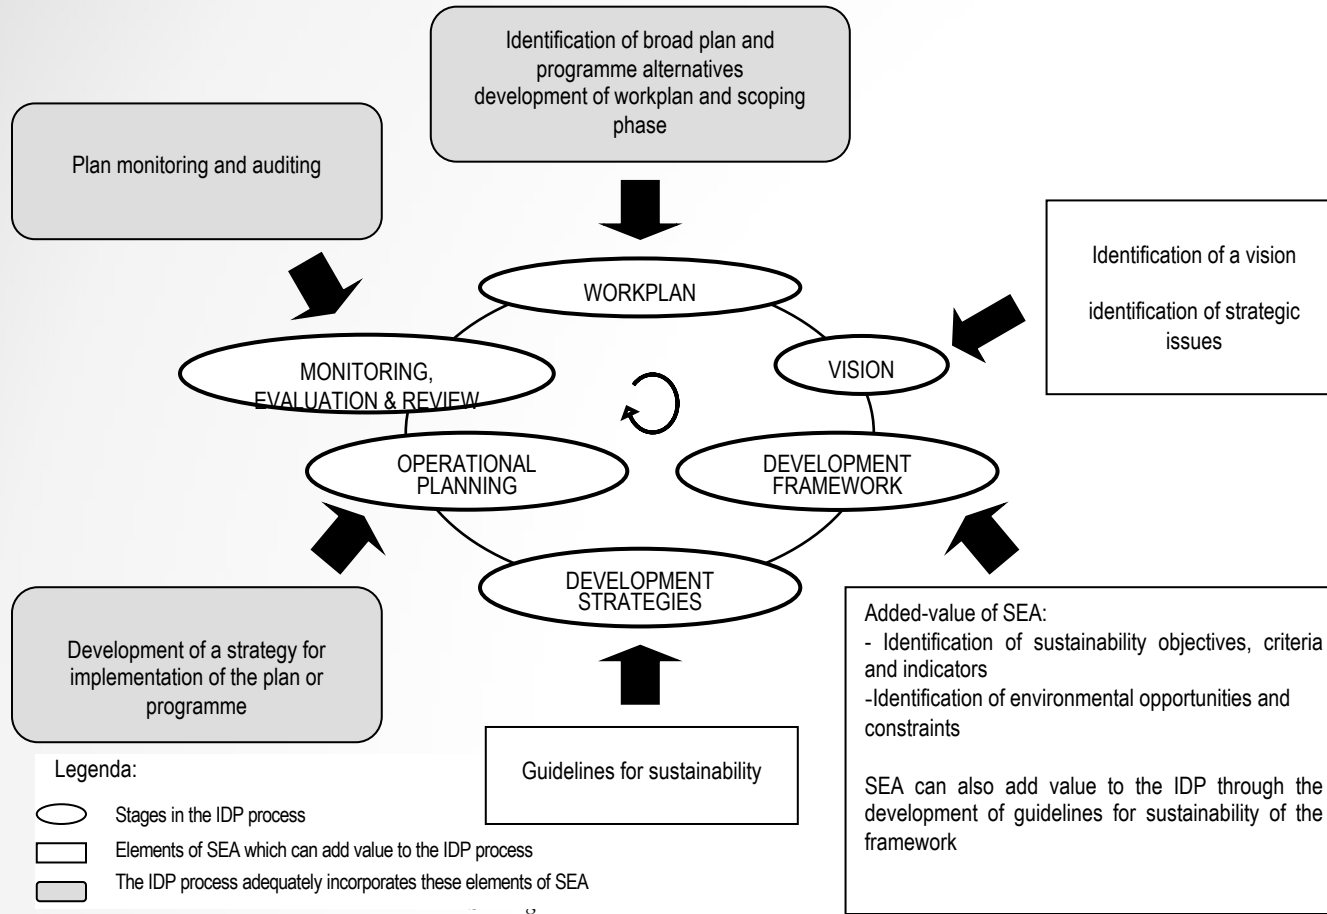 Identification of broad plan and
programme alternatives
development of workplan and scoping
phase
Plan monitoring and auditing
Identification of a vision
identification of strategic
issues
WORKPLAN
VISION
MONITORING,
EVALUATION & REVIEW
OPERATIONAL
PLANNING
DEVELOPMENT
FRAMEWORK
DEVELOPMENT
STRATEGIES
Development of a strategy for
implementation of the plan or
programme
Guidelines for sustainability
Added-value of SEA:
- Identification of sustainability objectives, criteria
and indicators
-Identification of environmental opportunities and
constraints
SEA can also add value to the IDP through the
development of guidelines for sustainability of the
framework
Legenda:
Stages in the IDP process
Elements of SEA which can add value to the IDP process
The IDP process adequately incorporates these elements of SEA